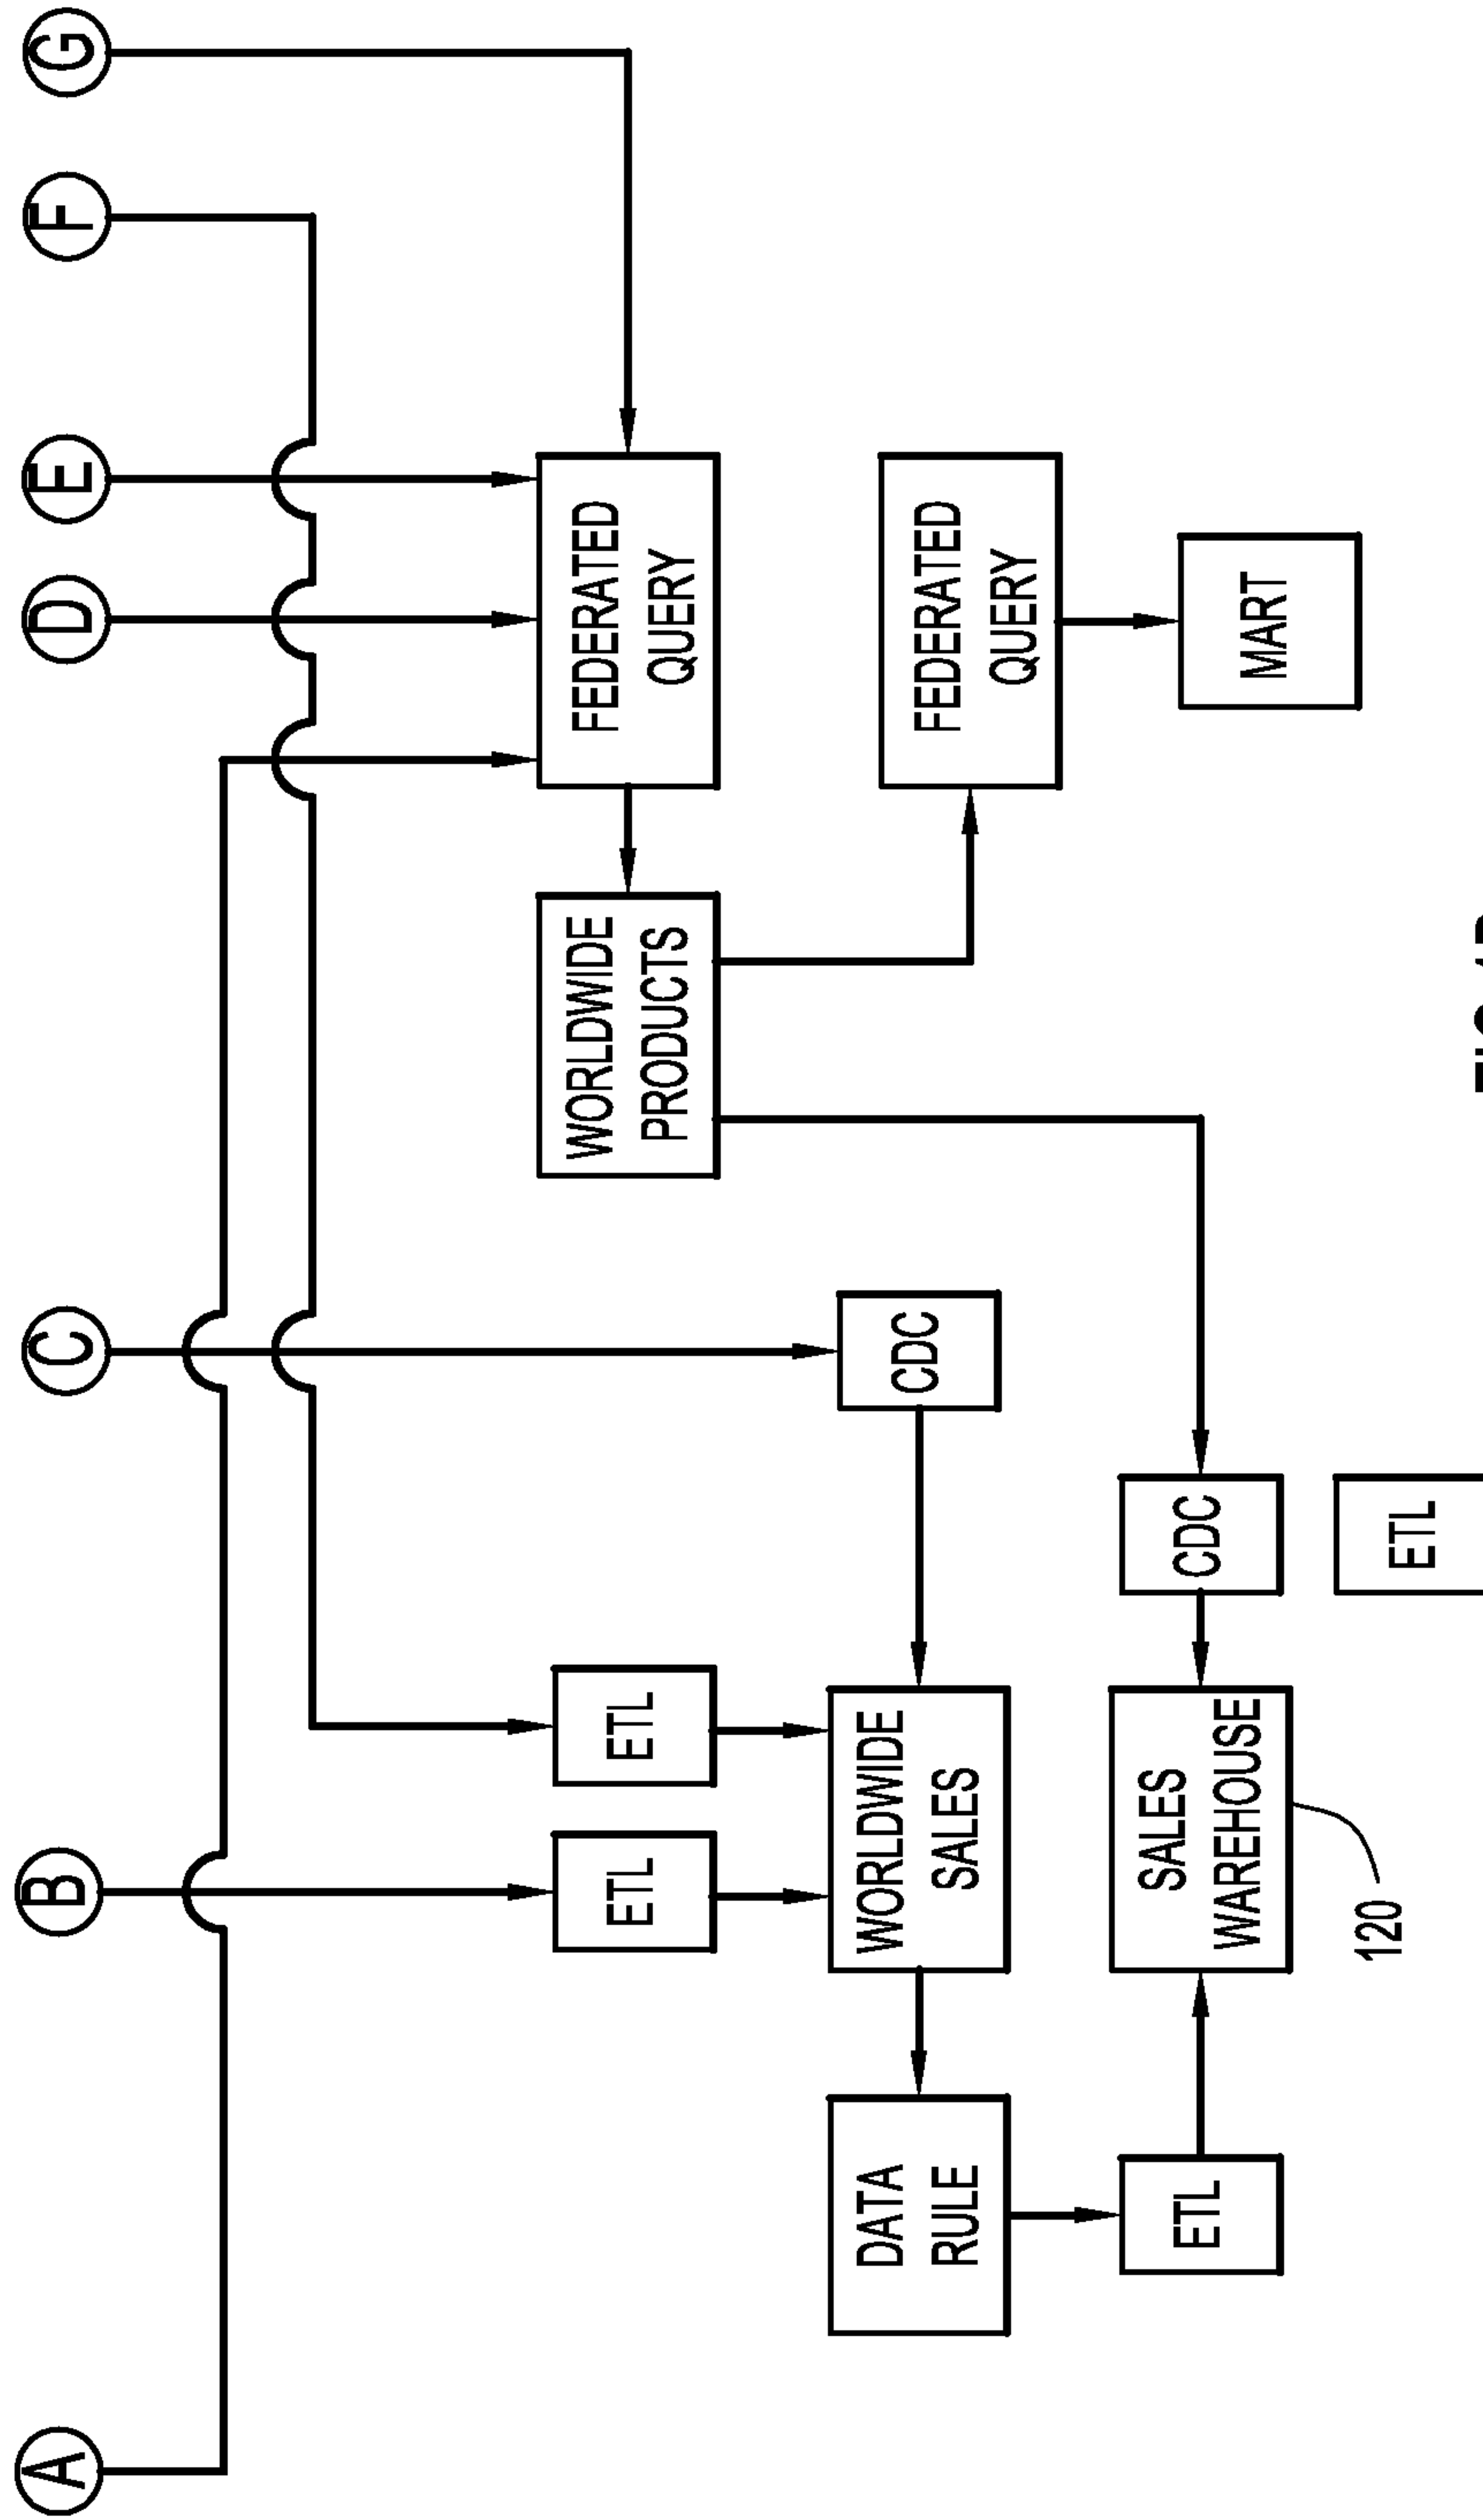 A
B
C
D
E
F
G
ETL
ETL
FEDERATED
QUERY
WORLDWIDE
PRODUCTS
DATA
RULE
WORLDWIDE
SALES
CDC
FEDERATED
QUERY
ETL
SALES
WAREHOUSE
CDC
MART
120
ETL